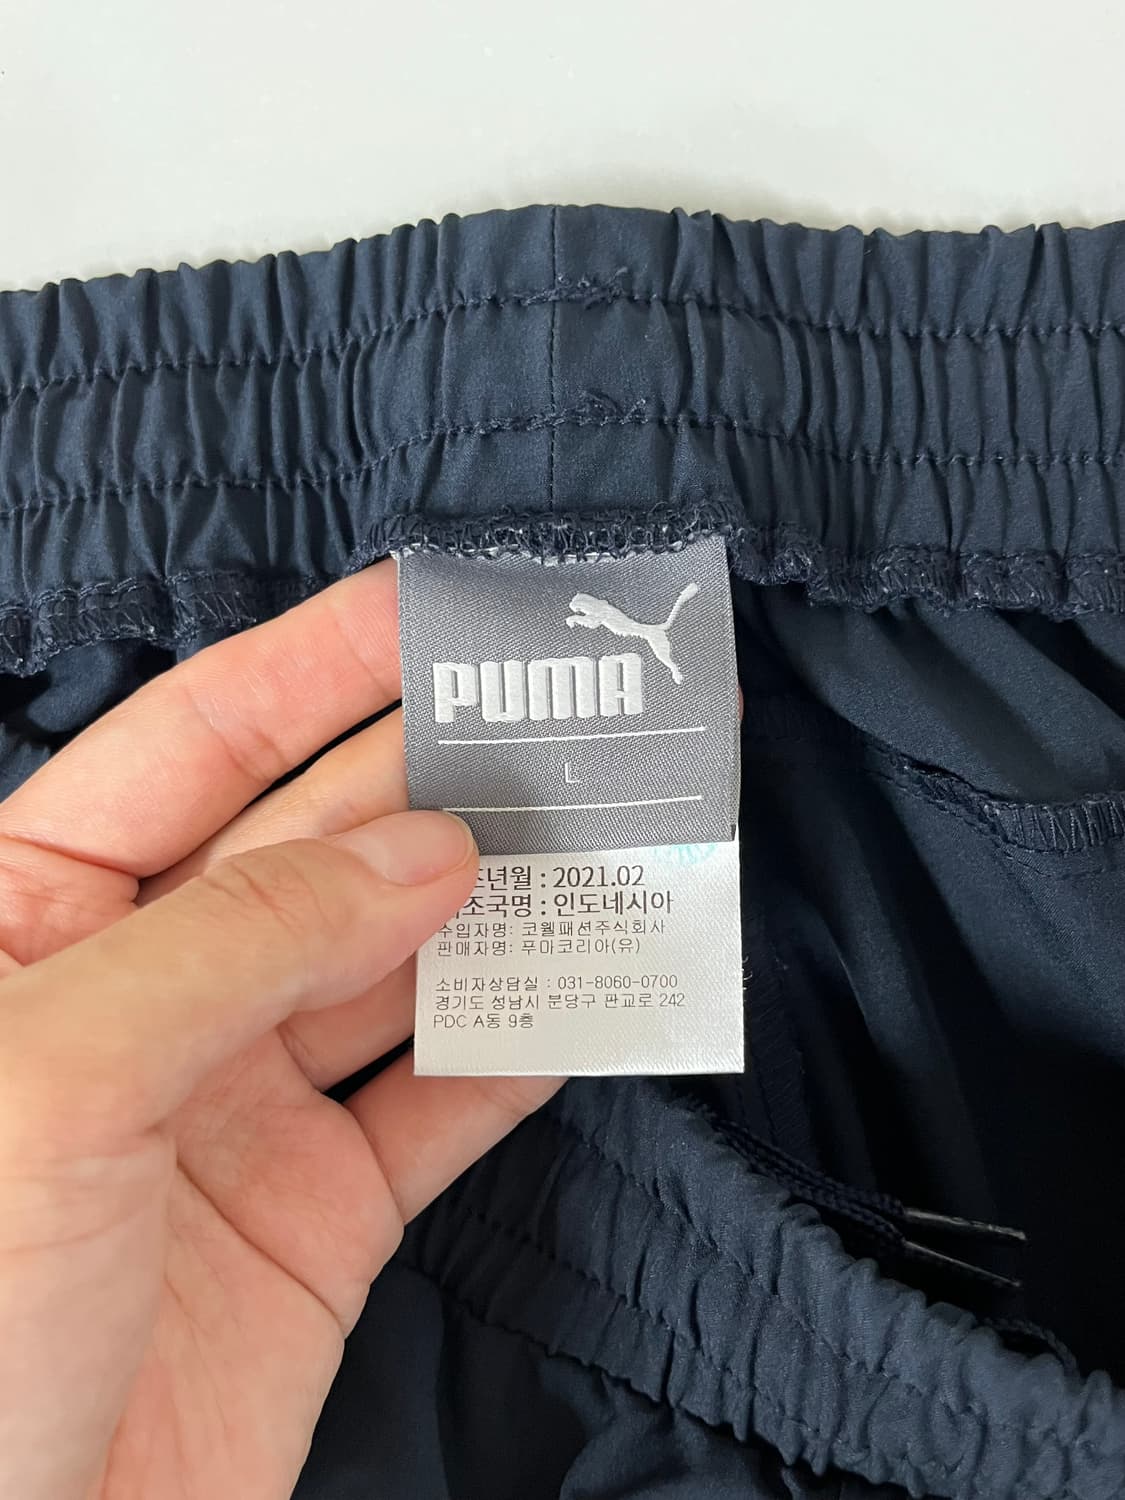 PUMA
L
조년월 : 2021.02
조국명 : 인도네시아
수입자명: 코웰패션주식회사
판매자명: 푸마코리아(유)
소비자상담실 : 031-8060-0700
경기도 성남시 분당구 판교로 242
PDC A동 9층